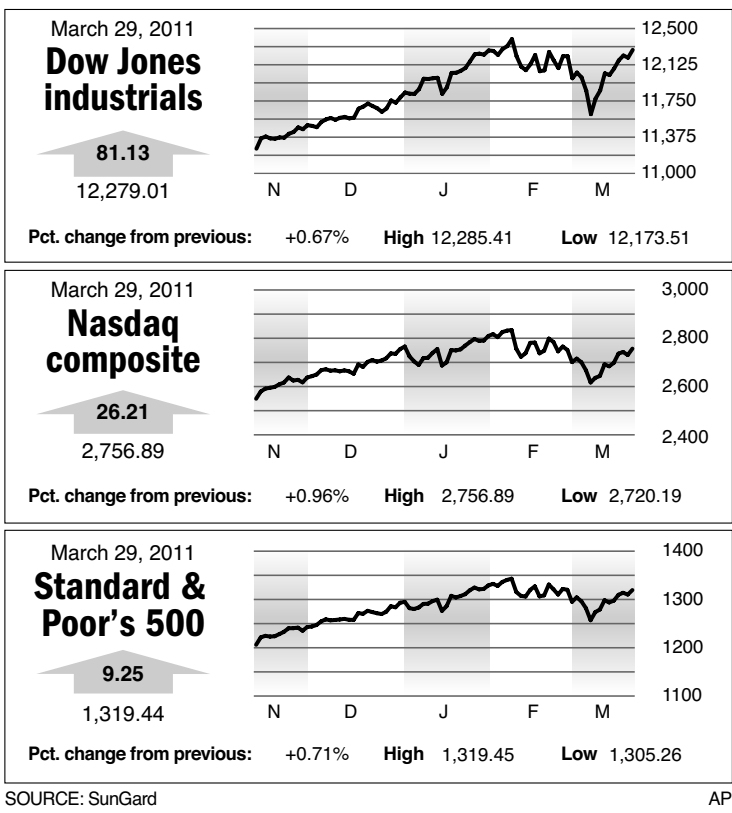 March 29, 2011
Dow Jones
industrials
81.13
12,279.01
12,500
12,125
11,750
11,375
11,000
N D J F M
Pct. change from previous: +0.67% High 12,285.41 Low 12,173.51
March 29, 2011
Nasdaq
composite
26.21
2,756.89
3,000
2,800
2,600
2,400
N D J F M
Pct. change from previous: +0.96% High 2,756.89 Low 2,720.19
March 29, 2011
Standard &
Poor's 500
9.25
1,319.44
1400
1300
1200
1100
N D J F M
Pct. change from previous: +0.71% High 1,319.45 Low 1,305.26
SOURCE: SunGard AP